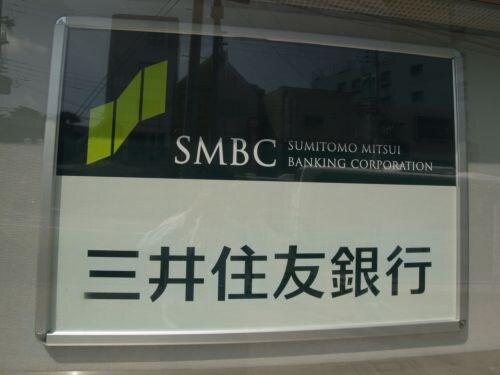 SMBC
SUMITOMO MITSUI
BANKING CORPORATION
三井住友銀行